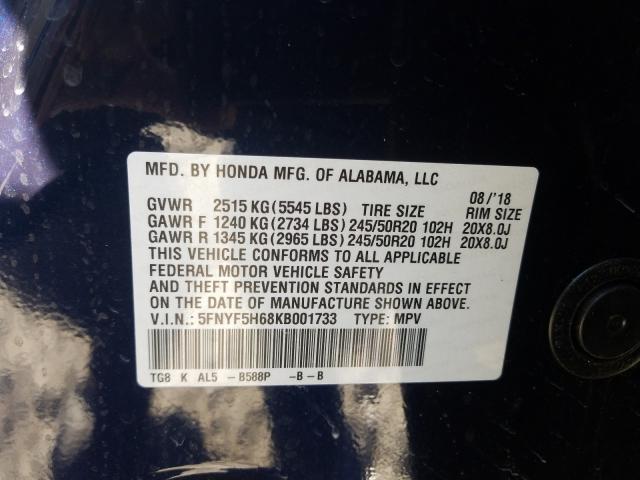 MFD. BY HONDA MFG. OF ALABAMA, LLC
08/'18
GVWR 2515 KG (5545 LBS) TIRE SIZE RIM SIZE
GAWR F 1240 KG (2734 LBS) 245/50R20 102H 20X8.0J
GAWR R 1345 KG (2965 LBS) 245/50R20 102H 20X8.0J
THIS VEHICLE CONFORMS TO ALL APPLICABLE
FEDERAL MOTOR VEHICLE SAFETY
AND THEFT PREVENTION STANDARDS IN EFFECT
ON THE DATE OF MANUFACTURE SHOWN ABOVE.
V.I.N.: 5FNYF5H68KB001733 TYPE: MPV
TG8 K AL5 -B588P -B-B